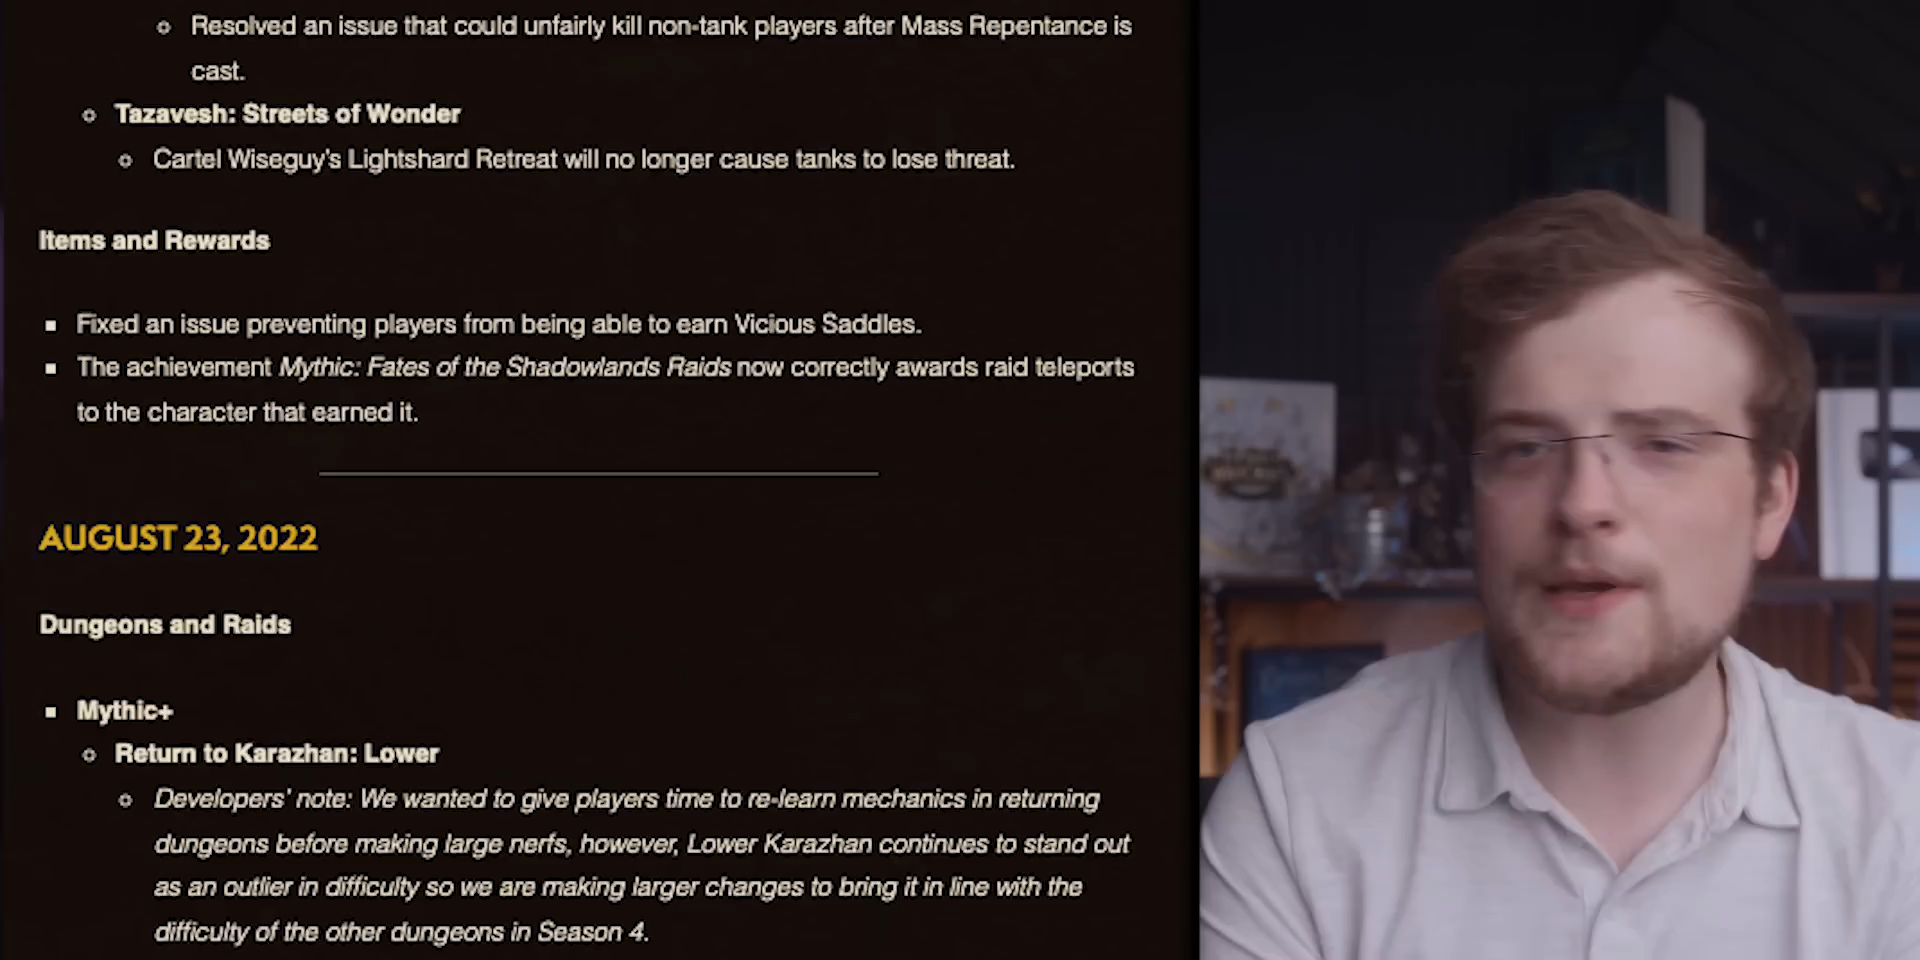 Resolved an issue that could unfairly kill non-tank players after Mass Repentance is
cast.
Tazavesh: Streets of Wonder
Cartel Wiseguy's Lightshard Retreat will no longer cause tanks to lose threat.
Items and Rewards
Fixed an issue preventing players from being able to earn Vicious Saddles.
The achievement Mythic: Fates of the Shadowlands Raids now correctly awards raid teleports
to the character that earned it.
AUGUST 23, 2022
Dungeons and Raids
Mythic+
Return to Karazhan: Lower
Developers' note: We wanted to give players time to re-learn mechanics in returning
dungeons before making large nerfs, however, Lower Karazhan continues to stand out
as an outlier in difficulty so we are making larger changes to bring it in line with the
difficulty of the other dungeons in Season 4.